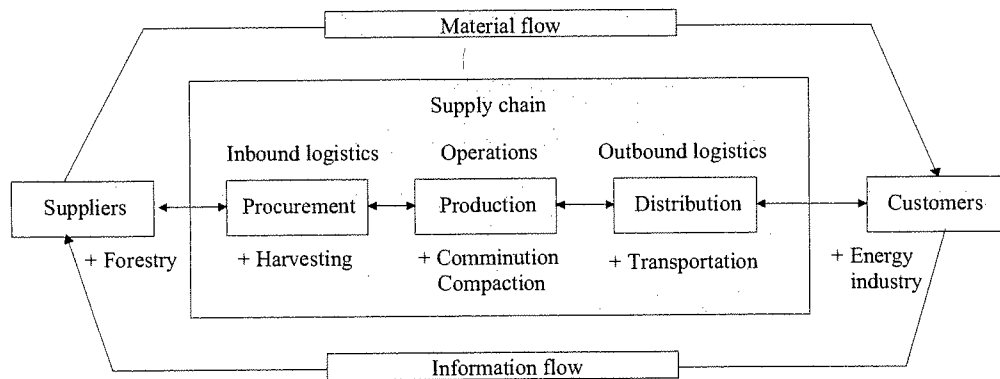 Material flow
Supply chain
Inbound logistics
Operations
Outbound logistics
Suppliers
Procurement
Production
Distribution
Customers
+ Forestry
+ Harvesting
+ Comminution
Compaction
+ Transportation
+ Energy
industry
Information flow